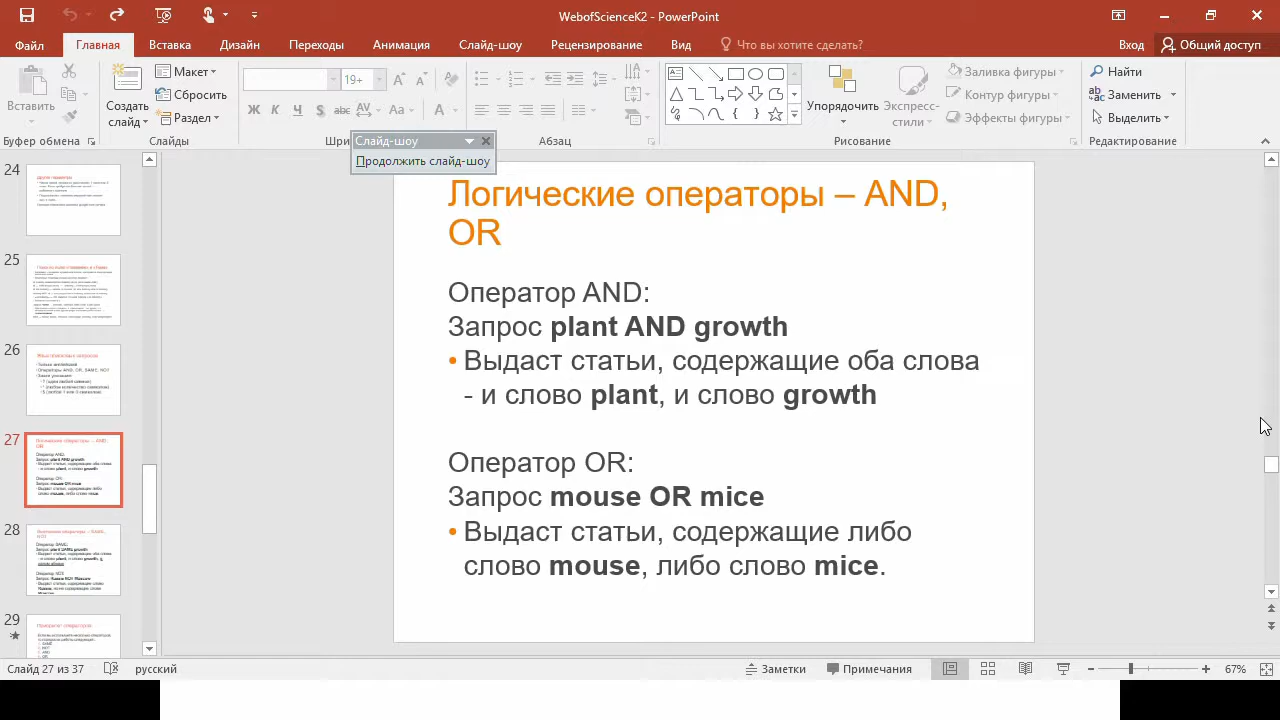 WebofScienceK2 - PowerPoint
Файл Главная Вставка Дизайн Переходы Анимация Слайд-шоу Рецензирование Вид Что вы хотите сделать? Вход Общий доступ
Вставить
Создать слайд
Макет
Сбросить
Раздел
19+
Ж К Ч S abc AV Aa A
Упорядочить
Экспресс-стили
Заливка фигуры
Контур фигуры
Эффекты фигуры
Найти
Заменить
Выделить
Буфер обмена Слайды Шри Абзац Рисование Редактирование
Слайд-шоу
Продолжить слайд-шоу
24
25
26
27
28
29
Логические операторы – AND,
OR
Оператор AND:
Запрос plant AND growth
• Выдаст статьи, содержащие оба слова
- и слово plant, и слово growth
Оператор OR:
Запрос mouse OR mice
• Выдаст статьи, содержащие либо
слово mouse, либо слово mice.
Слайд 27 из 37 русский Заметки Примечания 67%